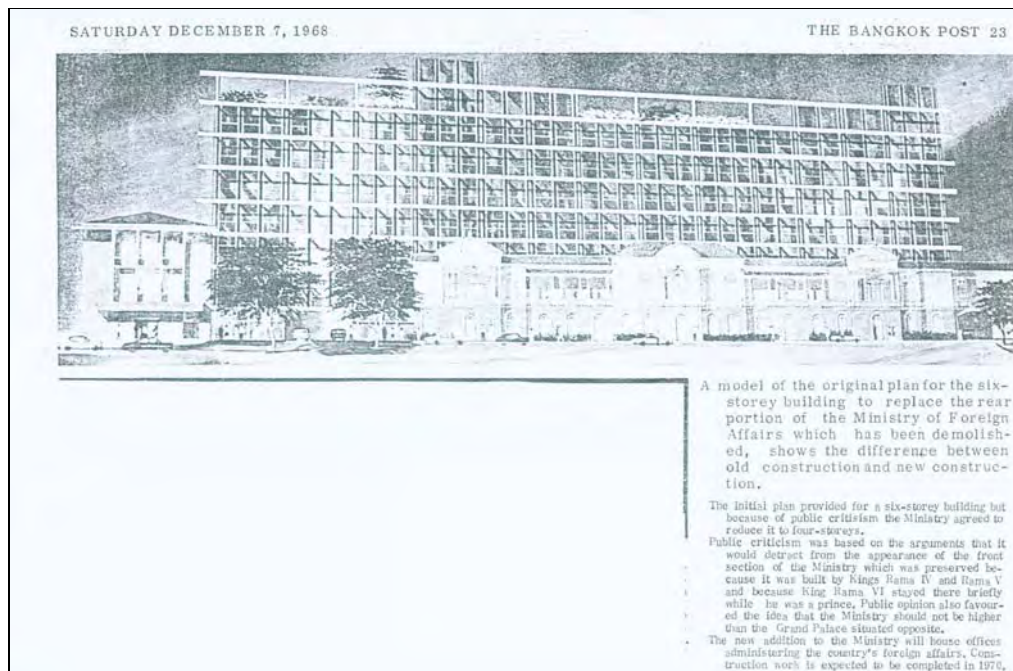 SATURDAY DECEMBER 7, 1968
THE BANGKOK POST 23
A model of the original plan for the six-
storey building to replace the rear
portion of the Ministry of Foreign
Affairs which has been demolish-
ed, shows the difference between
old construction and new construc-
tion.
The initial plan provided for a six-storey building but
because of public critisism the Ministry agreed to
reduce it to four-storeys.
Public criticism was based on the arguments that it
would detract from the appearance of the front
section of the Ministry which was preserved be-
cause it was built by Kings Rama IV and Rama V
and because King Rama VI stayed there briefly
while he was a prince. Public opinion also favour-
ed the idea that the Ministry should not be higher
than the Grand Palace situated opposite.
The new addition to the Ministry will house offices
administering the country's foreign affairs. Cons-
truction work is expected to be completed in 1970.